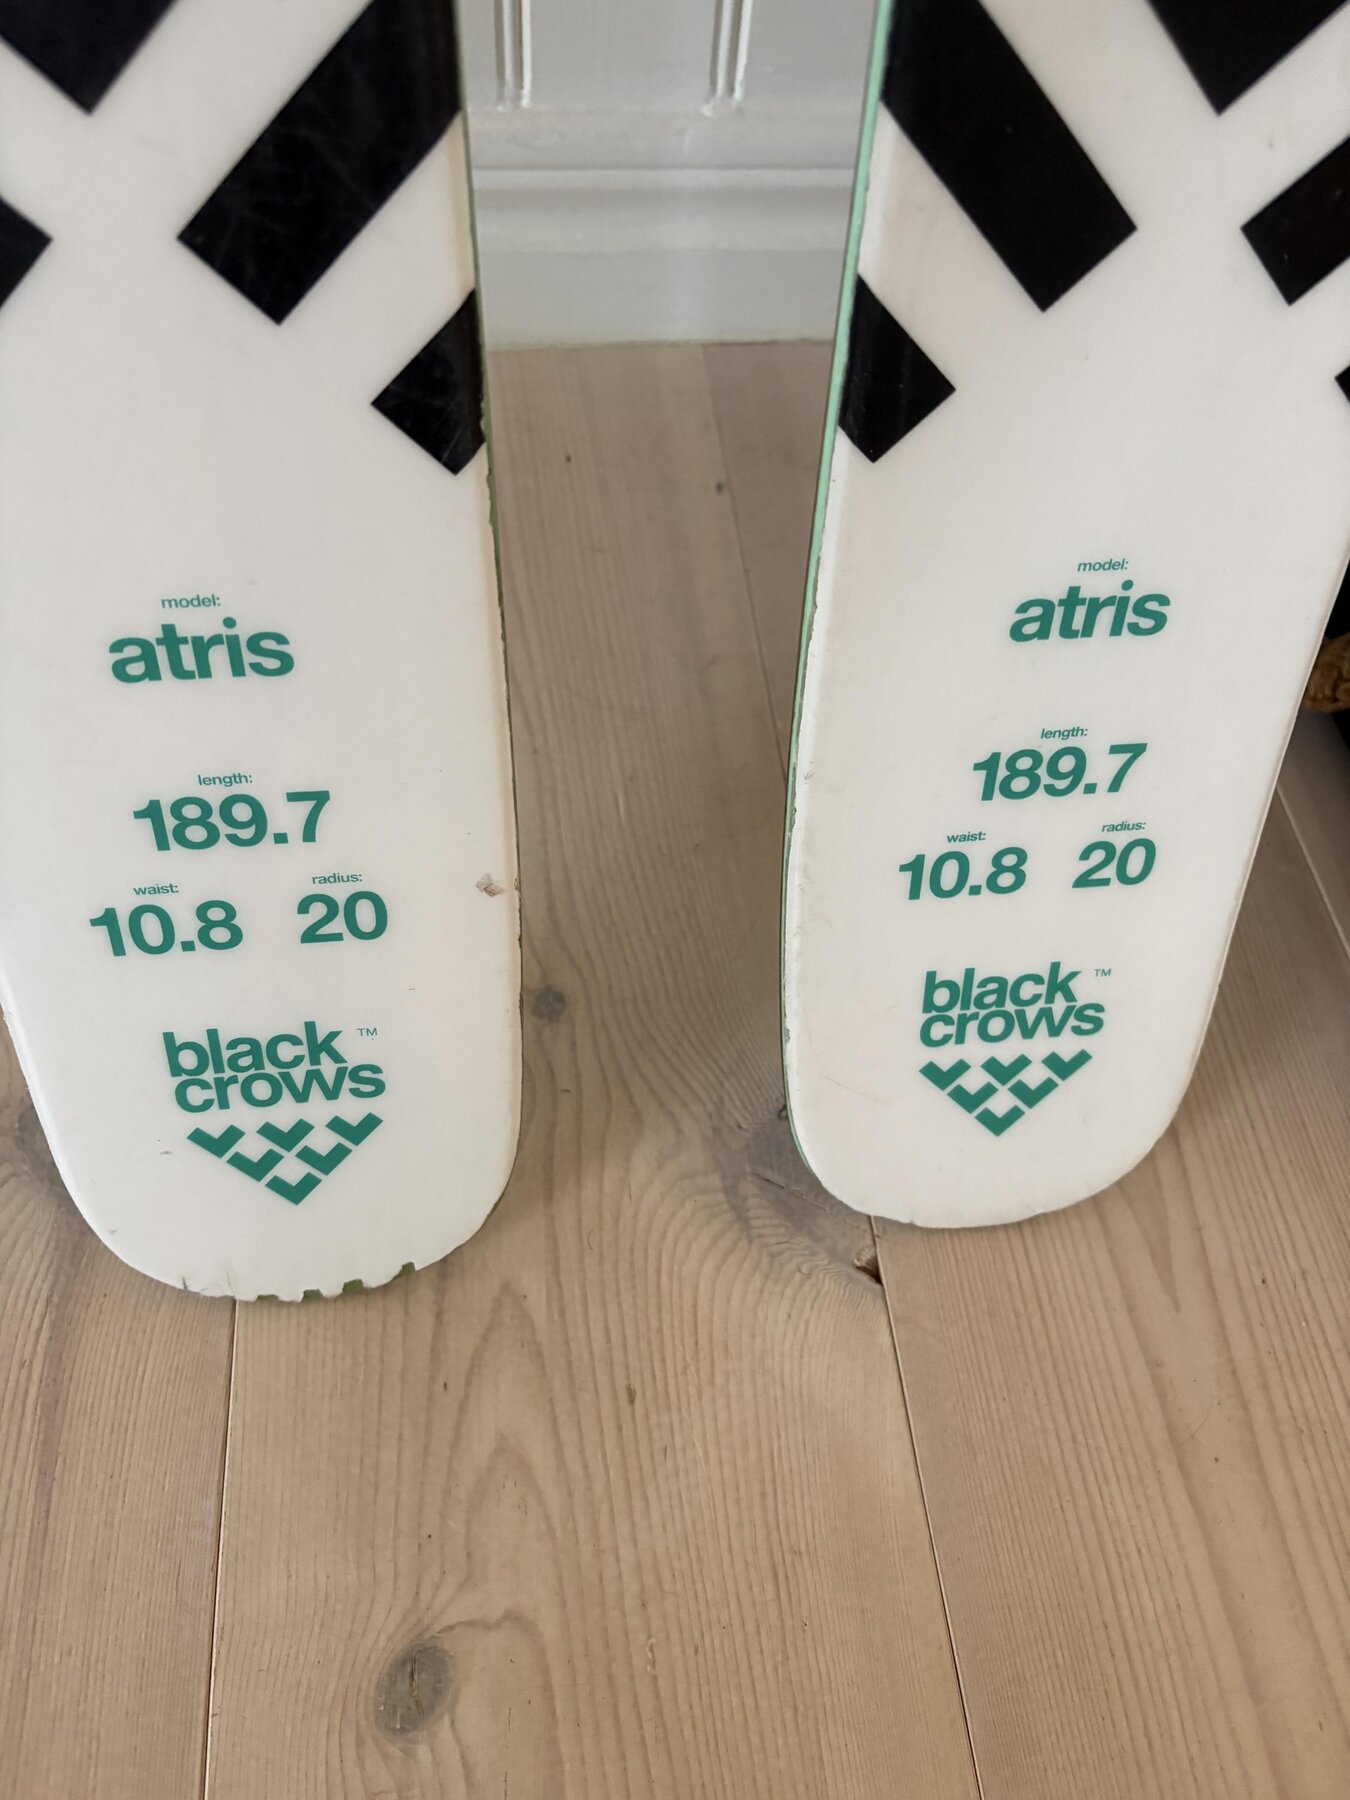 model:
atris
length:
189.7
waist: radius:
10.8 20
black ™
crows
model:
atris
length:
189.7
waist: radius:
10.8 20
black ™
crows